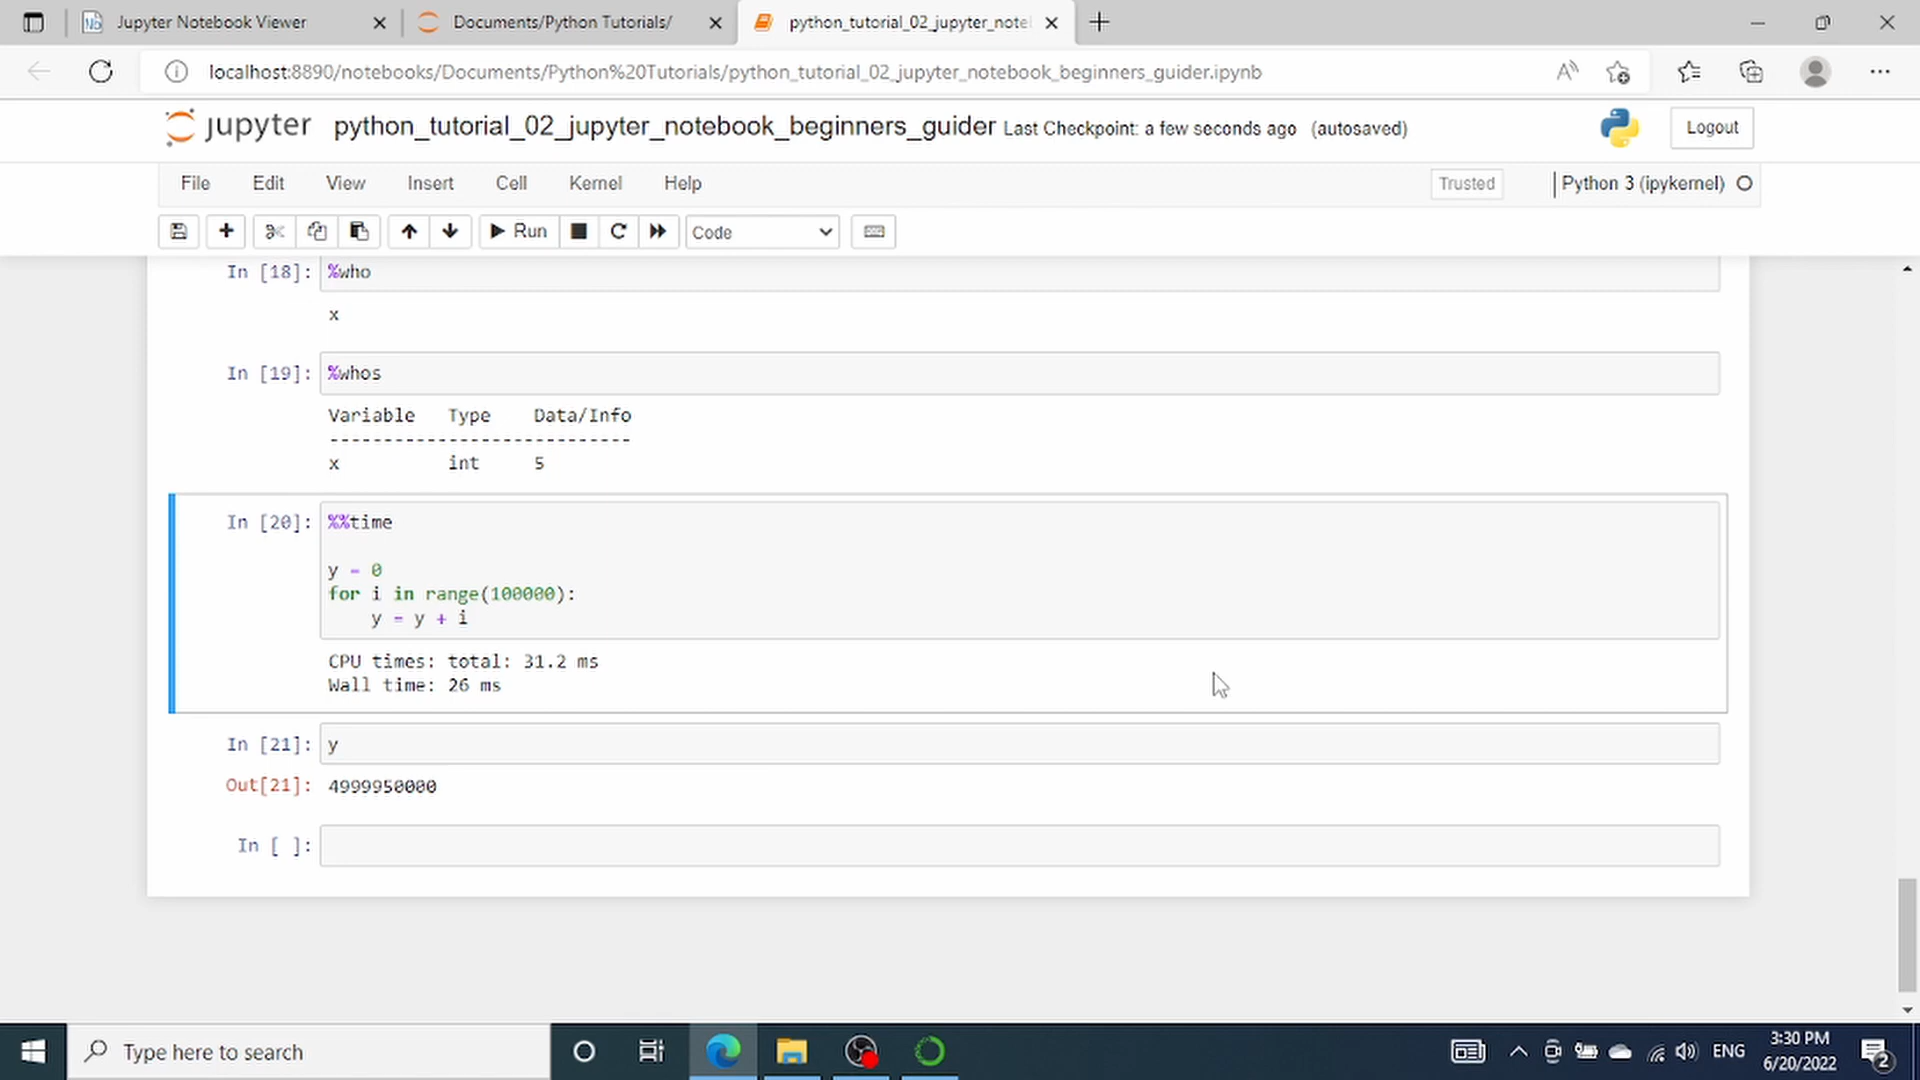 Jupyter Notebook Viewer
Documents/Python Tutorials/
python_tutorial_02_jupyter_note
localhost:8890/notebooks/Documents/Python%20Tutorials/python_tutorial_02_jupyter_notebook_beginners_guider.ipynb
jupyter python_tutorial_02_jupyter_notebook_beginners_guider Last Checkpoint: a few seconds ago (autosaved)
Logout
File Edit View Insert Cell Kernel Help
Trusted
Python 3 (ipykernel)
Run
Code
In [18]: %who
x
In [19]: %whos
Variable Type Data/Info
----------------------------
x int 5
In [20]: %%time
y = 0
for i in range(100000):
    y = y + i
CPU times: total: 31.2 ms
Wall time: 26 ms
In [21]: y
Out[21]: 4999950000
In [ ]:
Type here to search
ENG
3:30 PM
6/20/2022
2